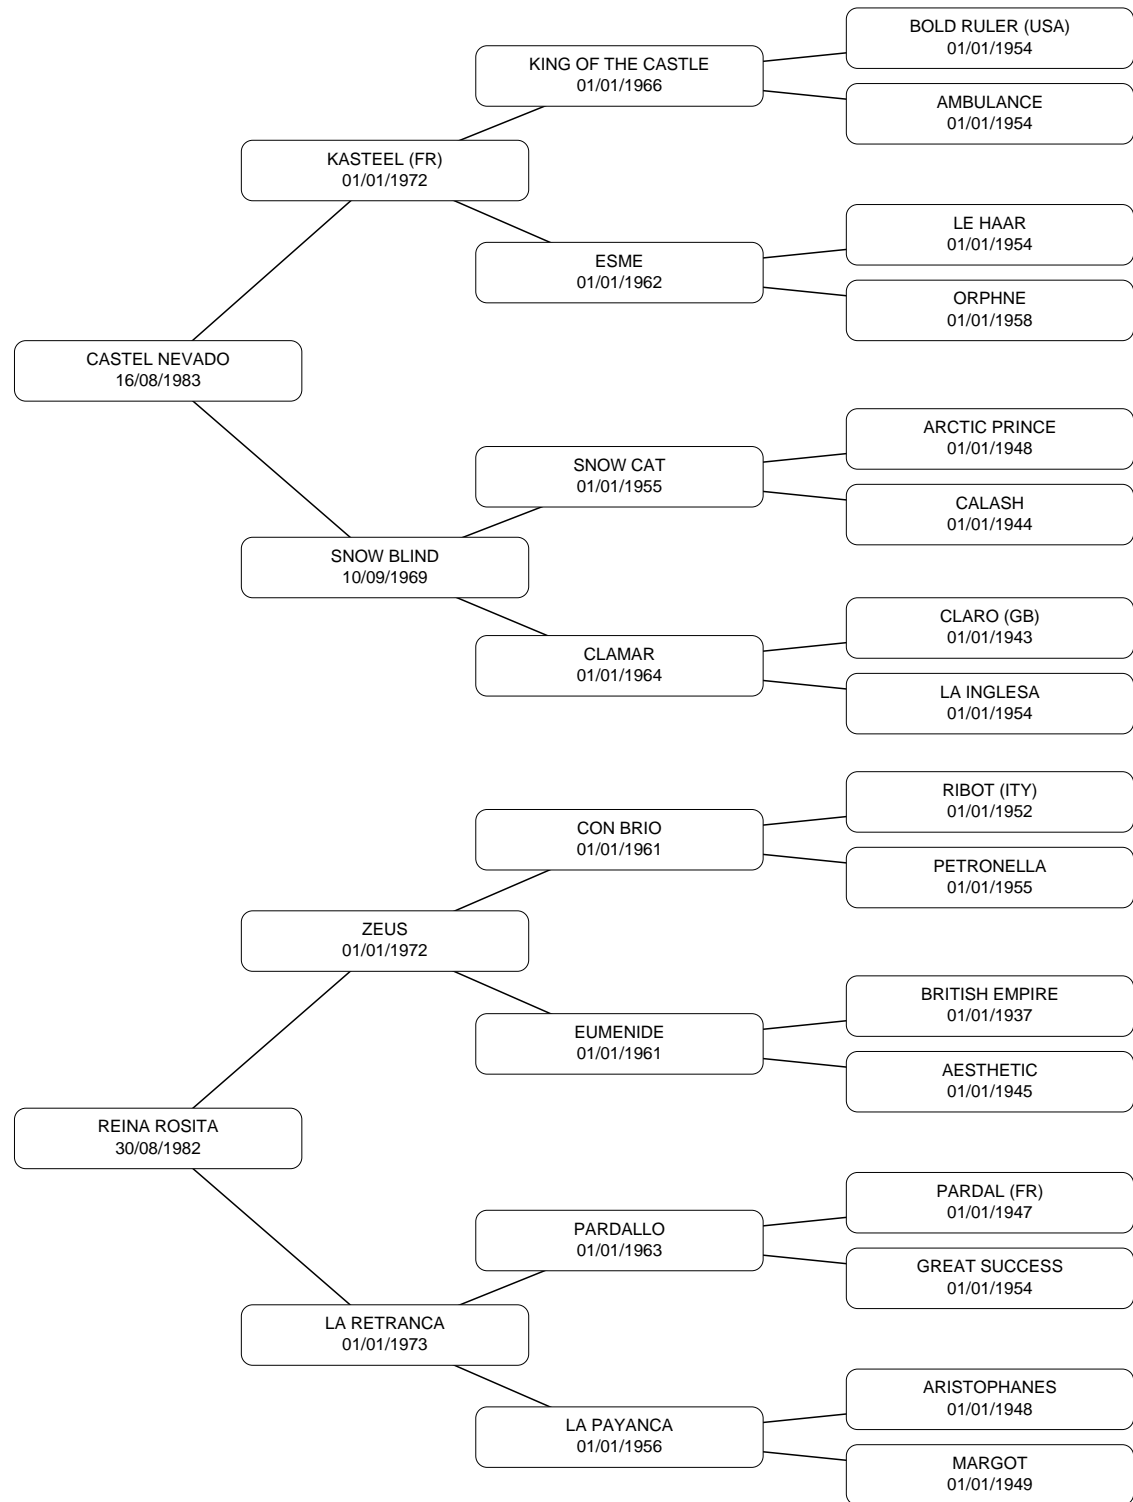 BOLD RULER (USA)
01/01/1954
KING OF THE CASTLE
01/01/1966
AMBULANCE
01/01/1954
KASTEEL (FR)
01/01/1972
LE HAAR
01/01/1954
ESME
01/01/1962
ORPHNE
01/01/1958
CASTEL NEVADO
16/08/1983
ARCTIC PRINCE
01/01/1948
SNOW CAT
01/01/1955
CALASH
01/01/1944
SNOW BLIND
10/09/1969
CLARO (GB)
01/01/1943
CLAMAR
01/01/1964
LA INGLESA
01/01/1954
RIBOT (ITY)
01/01/1952
CON BRIO
01/01/1961
PETRONELLA
01/01/1955
ZEUS
01/01/1972
BRITISH EMPIRE
01/01/1937
EUMENIDE
01/01/1961
AESTHETIC
01/01/1945
REINA ROSITA
30/08/1982
PARDAL (FR)
01/01/1947
PARDALLO
01/01/1963
GREAT SUCCESS
01/01/1954
LA RETRANCA
01/01/1973
ARISTOPHANES
01/01/1948
LA PAYANCA
01/01/1956
MARGOT
01/01/1949